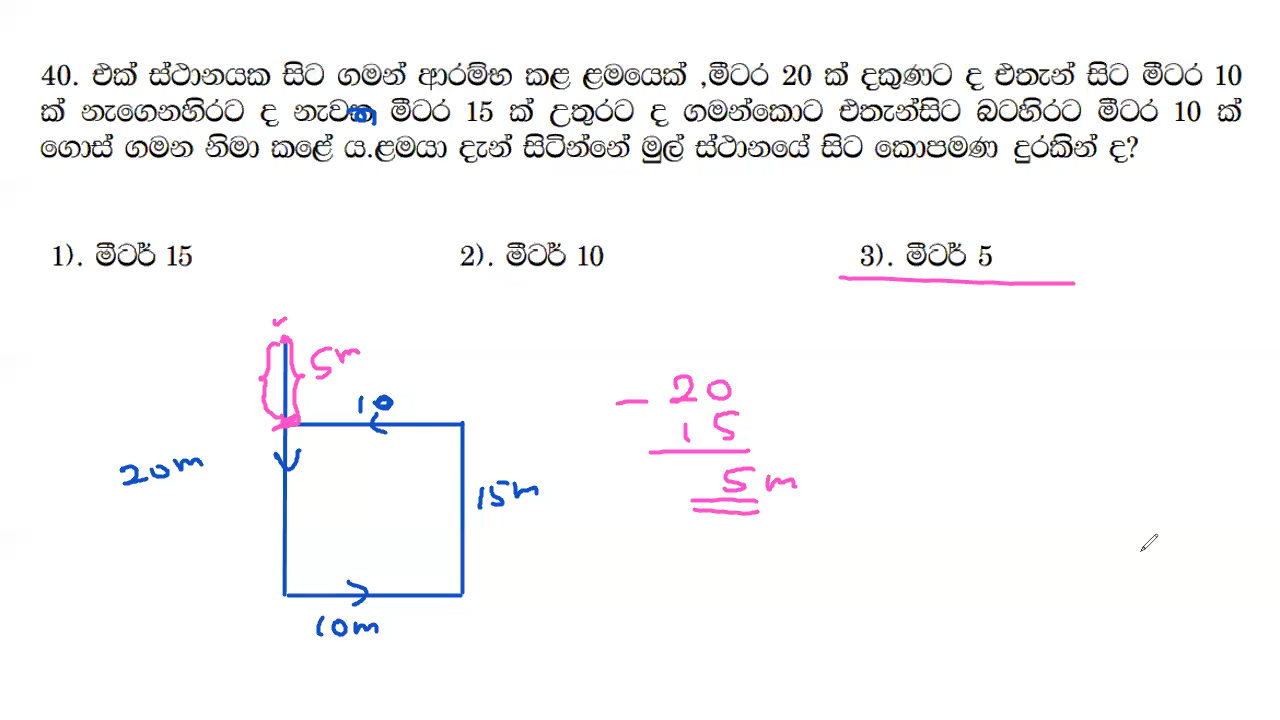 40. එක් ස්ථානයක සිට ගමන් ආරම්භ කළ ළමයෙක් ,මීටර 20 ක් දකුණට ද එතැන් සිට මීටර 10
ක් නැගෙනහිරට ද නැවත මීටර 15 ක් උතුරට ද ගමන්කොට එතැන්සිට බටහිරට මීටර 10 ක්
ගොස් ගමන නිමා කළේ ය.ළමයා දැන් සිටින්නේ මුල් ස්ථානයේ සිට කොපමණ දුරකින් ද?
1). මීටර් 15 2). මීටර් 10 3). මීටර් 5
5m
10
20m
15m
10m
- 20
15
5 m